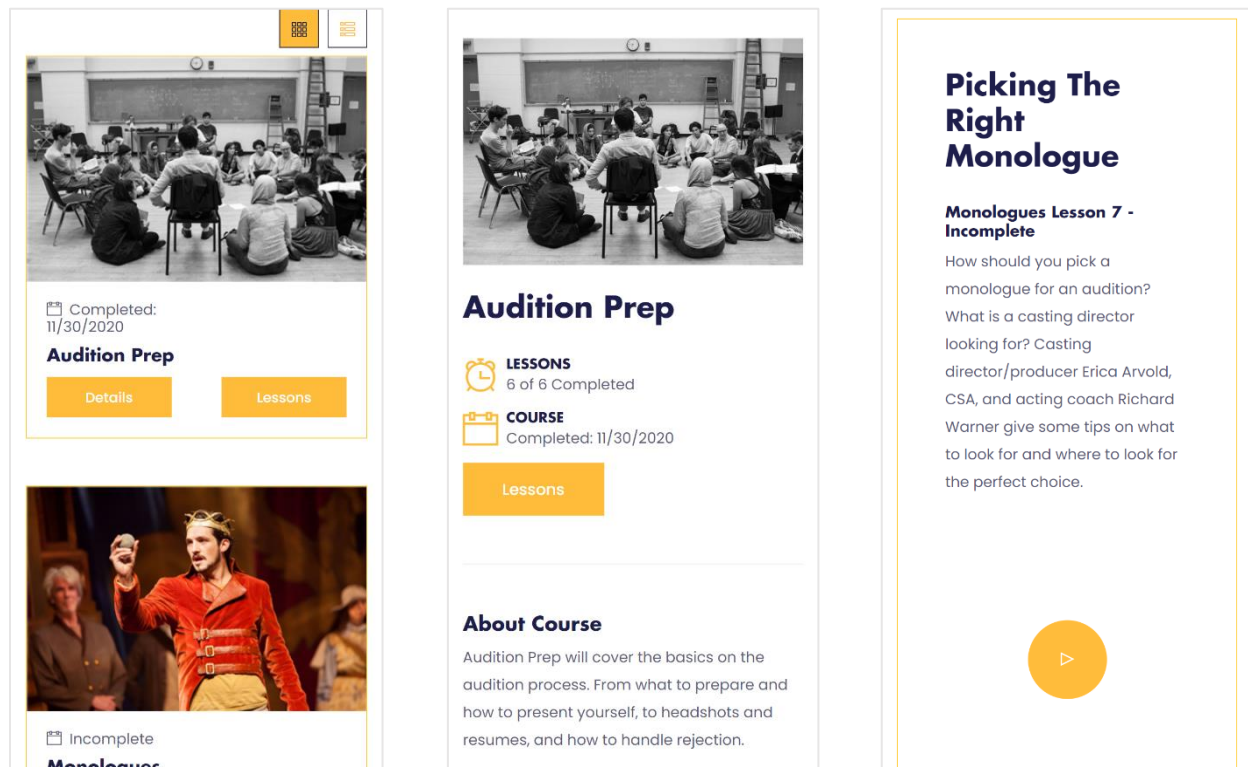 Completed:
11/30/2020
Audition Prep
Details
Lessons
Incomplete
Monologues
Audition Prep
LESSONS
6 of 6 Completed
COURSE
Completed: 11/30/2020
Lessons
About Course
Audition Prep will cover the basics on the
audition process. From what to prepare and
how to present yourself, to headshots and
resumes, and how to handle rejection.
Picking The
Right
Monologue
Monologues Lesson 7 -
Incomplete
How should you pick a
monologue for an audition?
What is a casting director
looking for? Casting
director/producer Erica Arvold,
CSA, and acting coach Richard
Warner give some tips on what
to look for and where to look for
the perfect choice.